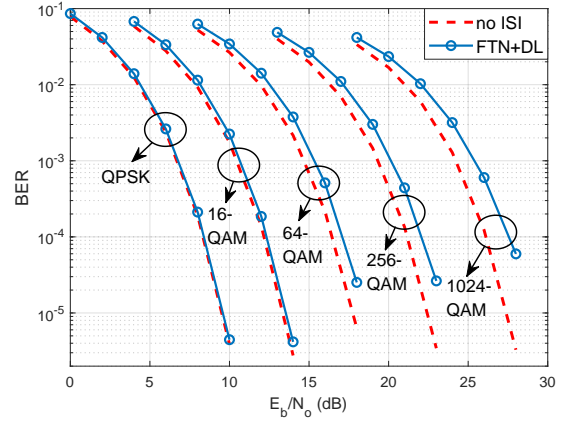 no ISI
FTN+DL
10^-1
10^-2
10^-3
10^-4
10^-5
BER
QPSK
16-
QAM
64-
QAM
256-
QAM
1024-
QAM
0 5 10 15 20 25 30
E_b/N_o (dB)